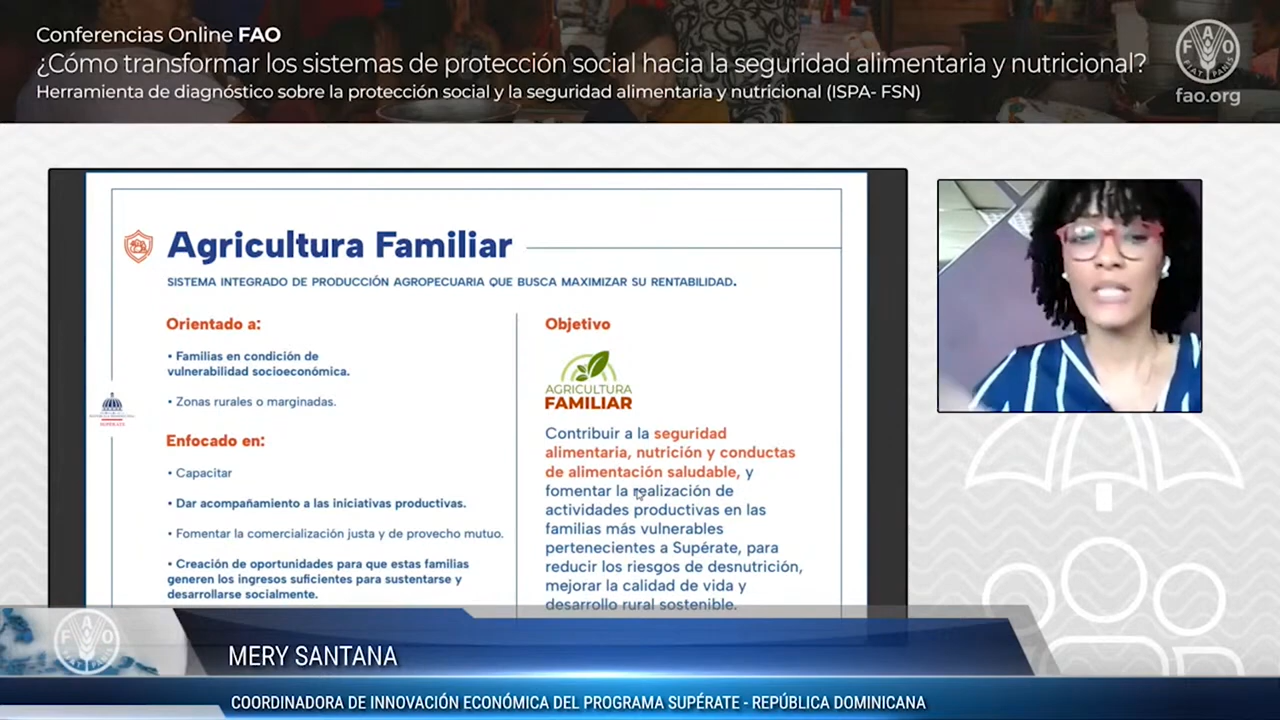 Conferencias Online FAO
¿Cómo transformar los sistemas de protección social hacia la seguridad alimentaria y nutricional?
Herramienta de diagnóstico sobre la protección social y la seguridad alimentaria y nutricional (ISPA- FSN)
FAO
FIAT PANIS
fao.org
Agricultura Familiar
SISTEMA INTEGRADO DE PRODUCCIÓN AGROPECUARIA QUE BUSCA MAXIMIZAR SU RENTABILIDAD.
Orientado a:
• Familias en condición de
vulnerabilidad socioeconómica.
• Zonas rurales o marginadas.
Enfocado en:
• Capacitar
• Dar acompañamiento a las iniciativas productivas.
• Fomentar la comercialización justa y de provecho mutuo.
• Creación de oportunidades para que estas familias
generen los ingresos suficientes para sustentarse y
desarrollarse socialmente.
SUPÉRATE
Objetivo
AGRICULTURA
FAMILIAR
Contribuir a la seguridad
alimentaria, nutrición y conductas
de alimentación saludable, y
fomentar la realización de
actividades productivas en las
familias más vulnerables
pertenecientes a Supérate, para
reducir los riesgos de desnutrición,
mejorar la calidad de vida y
desarrollo rural sostenible.
FAO
MERY SANTANA
COORDINADORA DE INNOVACIÓN ECONÓMICA DEL PROGRAMA SUPÉRATE - REPÚBLICA DOMINICANA